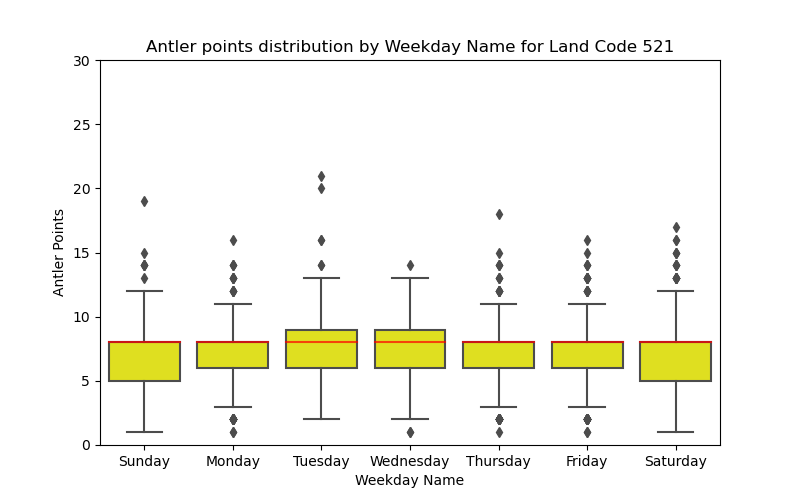 Antler points distribution by Weekday Name for Land Code 521
30
25
20
15
10
5
0
Antler Points
Sunday Monday Tuesday Wednesday Thursday Friday Saturday
Weekday Name